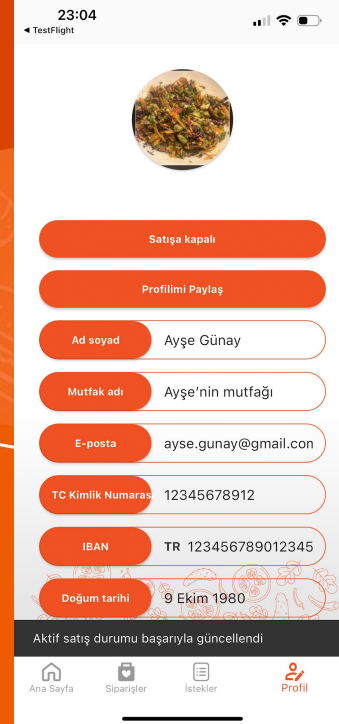 23:04
◀ TestFlight
Satışa kapalı
Profilimi Paylaş
Ad soyad Ayşe Günay
Mutfak adı Ayşe’nin mutfağı
E-posta ayse.gunay@gmail.con
TC Kimlik Numaras 12345678912
IBAN TR 123456789012345
Doğum tarihi 9 Ekim 1980
Aktif satış durumu başarıyla güncellendi
Ana Sayfa Siparişler İstekler Profil